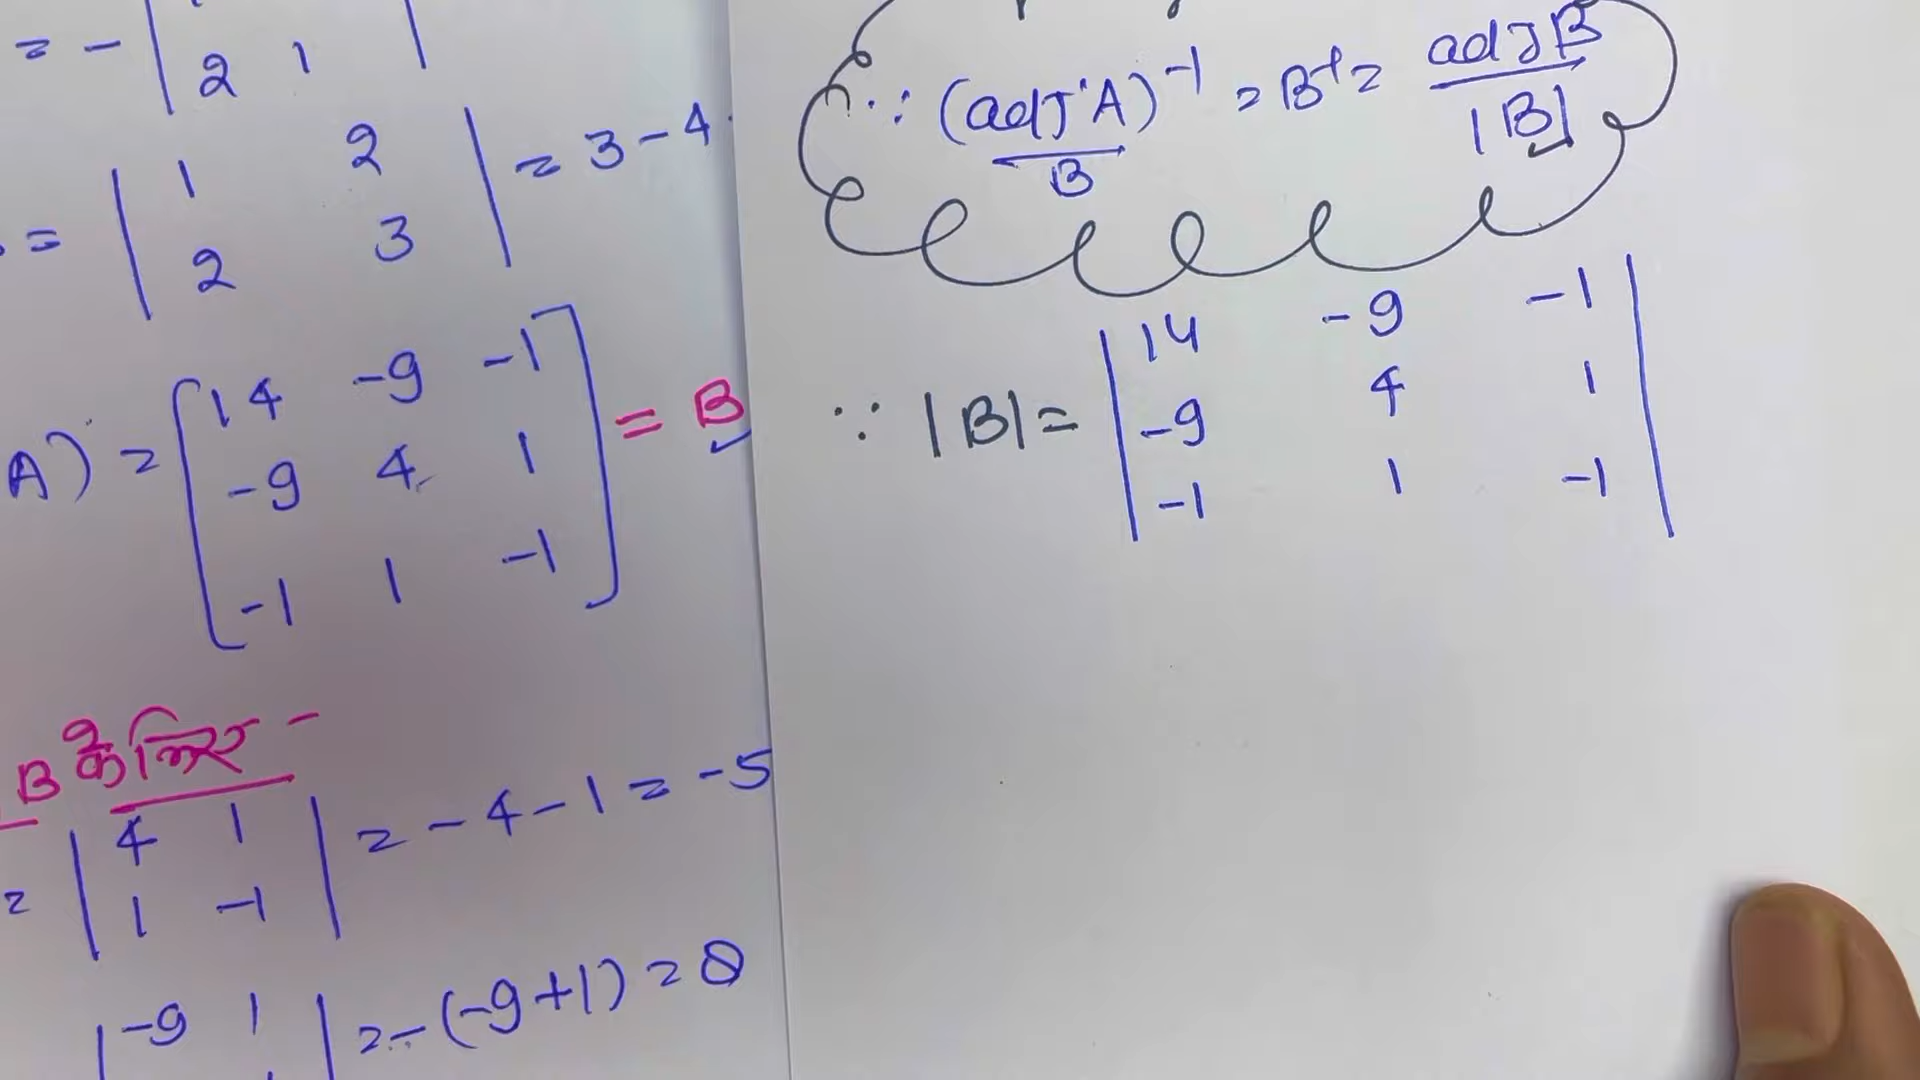 = - | 2 1 |
= | 1 2 | = 3 - 4
| 2 3 |
A) = [ 14 -9 -1
-9 4 1
-1 1 -1 ] = B
B के लिए -
= | 4 1 | = - 4 - 1 = -5
| 1 -1 |
| -9 1 | = - (-9+1) = 8
∵ (adj A)⁻¹ = B⁻¹ = adj B
B |B|
∵ |B| = | 14 -9 -1 |
| -9 4 1 |
| -1 1 -1 |